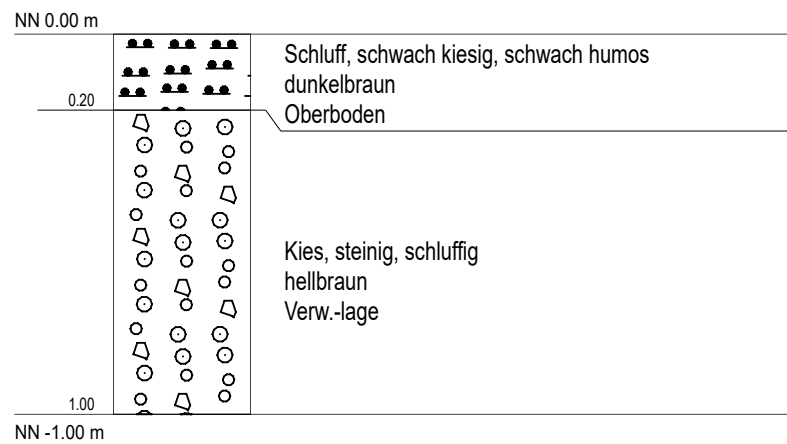 NN 0.00 m
Schluff, schwach kiesig, schwach humos
dunkelbraun
0.20
Oberboden
Kies, steinig, schluffig
hellbraun
Verw.-lage
1.00
NN -1.00 m